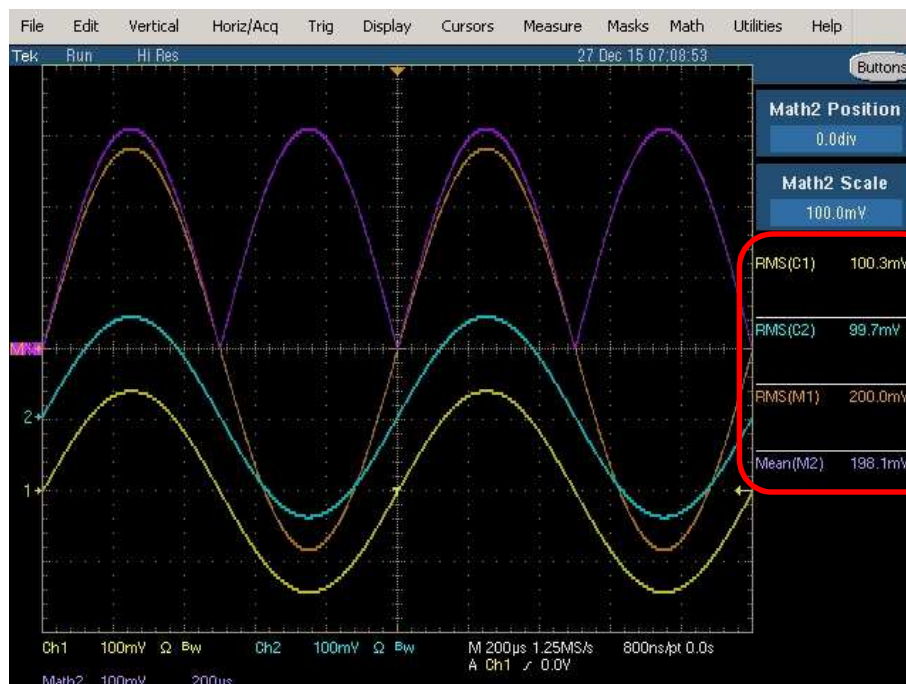 File Edit Vertical Horiz/Acq Trig Display Cursors Measure Masks Math Utilities Help
Tek Run Hi Res 27 Dec 15 07:08:53
Buttons
Math2 Position
0.0div
Math2 Scale
100.0mV
RMS(C1) 100.3mV
RMS(C2) 99.7mV
2
RMS(M1) 200.0mV
Mean(M2) 198.1mV
1
Ch1 100mV Ω Bw Ch2 100mV Ω Bw M 200µs 1.25MS/s 800ns/pt 0.0s
A Ch1 0.0V
Math2 100mV 200µs